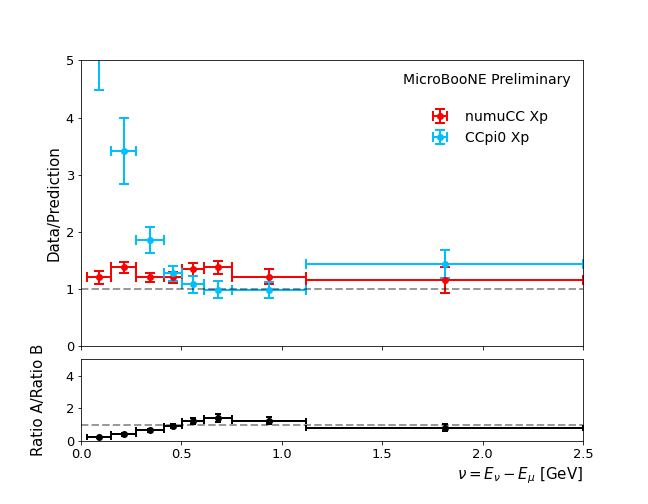 MicroBooNE Preliminary
numuCC Xp
CCpi0 Xp
Data/Prediction
5
4
3
2
1
0
Ratio A/Ratio B
4
2
0
0.0 0.5 1.0 1.5 2.0 2.5
ν = E_ν − E_μ [GeV]